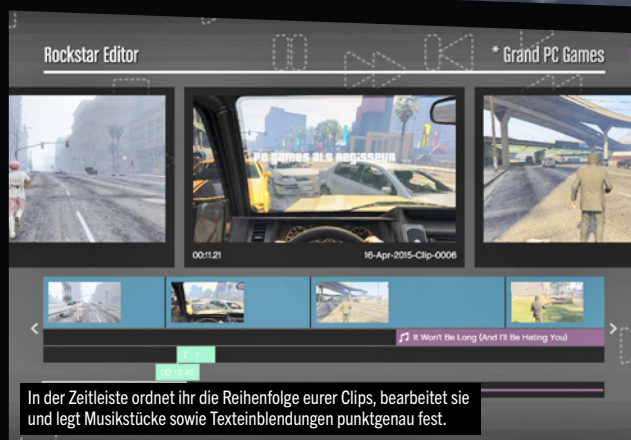 Rockstar Editor
* Grand PC Games
PC Games als Regisseur
00:11.21
16-Apr-2015-Clip-0006
It Won't Be Long (And I'll Be Hating You)
T
00:10.40
In der Zeitleiste ordnet ihr die Reihenfolge eurer Clips, bearbeitet sie
und legt Musikstücke sowie Texteinblendungen punktgenau fest.